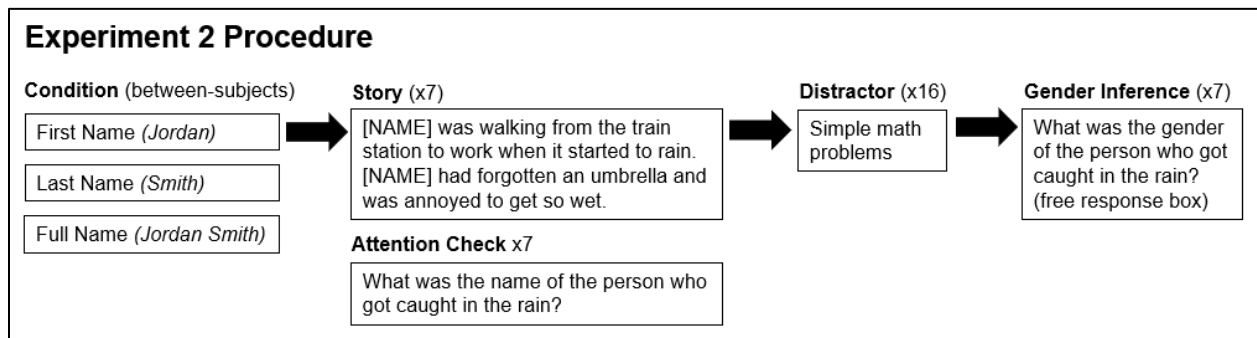 Experiment 2 Procedure
Condition (between-subjects)
First Name (Jordan)
Last Name (Smith)
Full Name (Jordan Smith)
Story (x7)
[NAME] was walking from the train
station to work when it started to rain.
[NAME] had forgotten an umbrella and
was annoyed to get so wet.
Attention Check x7
What was the name of the person who
got caught in the rain?
Distractor (x16)
Simple math
problems
Gender Inference (x7)
What was the gender
of the person who got
caught in the rain?
(free response box)